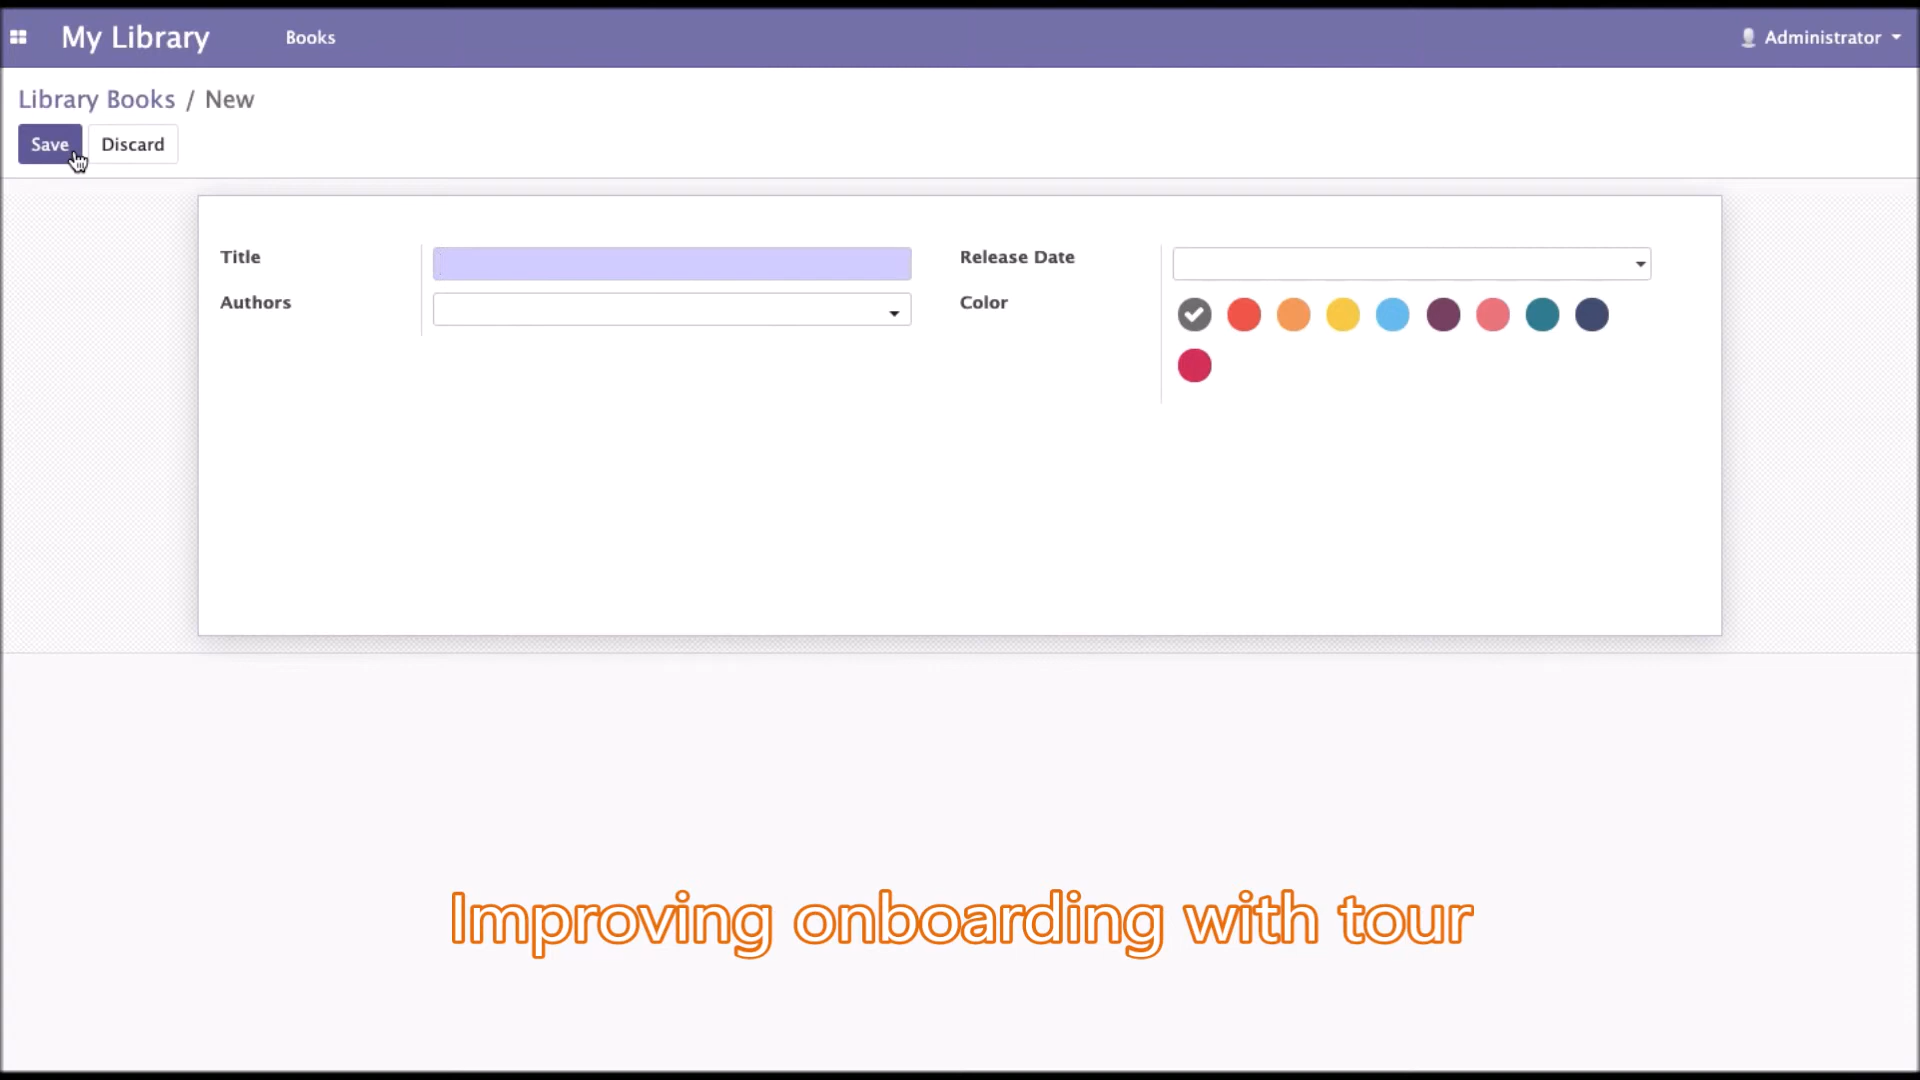 My Library Books Administrator
Library Books / New
Save Discard
Title Release Date
Authors Color
Improving onboarding with tour